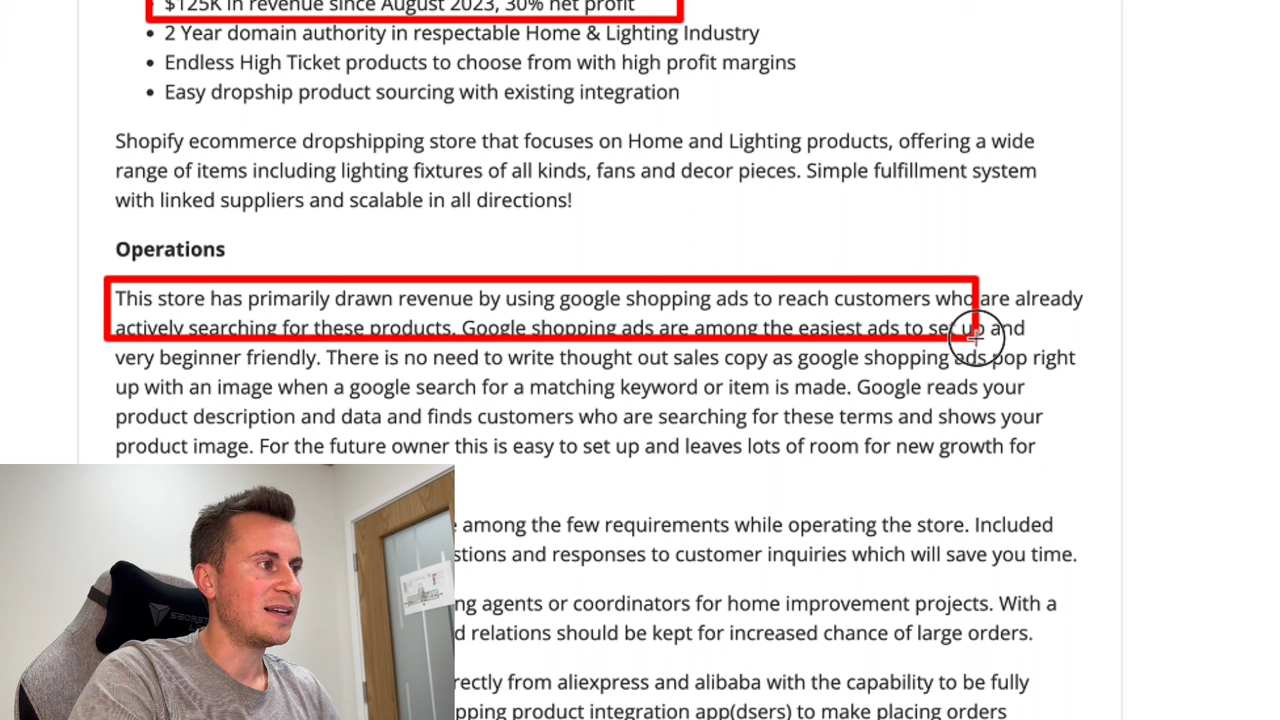 $125K in revenue since August 2023, 30% net profit
2 Year domain authority in respectable Home & Lighting Industry
Endless High Ticket products to choose from with high profit margins
Easy dropship product sourcing with existing integration
Shopify ecommerce dropshipping store that focuses on Home and Lighting products, offering a wide
range of items including lighting fixtures of all kinds, fans and decor pieces. Simple fulfillment system
with linked suppliers and scalable in all directions!
Operations
This store has primarily drawn revenue by using google shopping ads to reach customers who are already
actively searching for these products. Google shopping ads are among the easiest ads to set up and
very beginner friendly. There is no need to write thought out sales copy as google shopping ads pop right
up with an image when a google search for a matching keyword or item is made. Google reads your
product description and data and finds customers who are searching for these terms and shows your
product image. For the future owner this is easy to set up and leaves lots of room for new growth for
among the few requirements while operating the store. Included
stions and responses to customer inquiries which will save you time.
ng agents or coordinators for home improvement projects. With a
d relations should be kept for increased chance of large orders.
rectly from aliexpress and alibaba with the capability to be fully
pping product integration app(dsers) to make placing orders